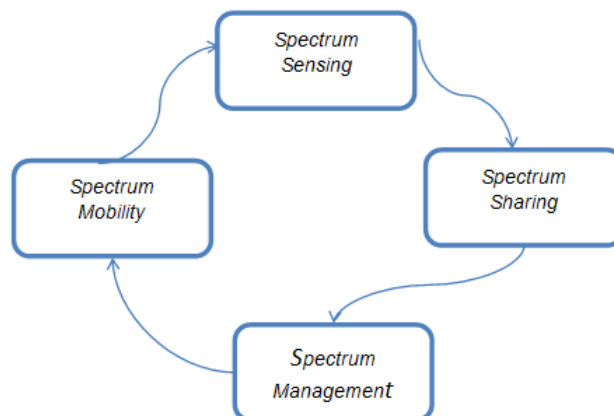 Spectrum
Sensing
Spectrum
Sharing
Spectrum
Mobility
Spectrum
Management